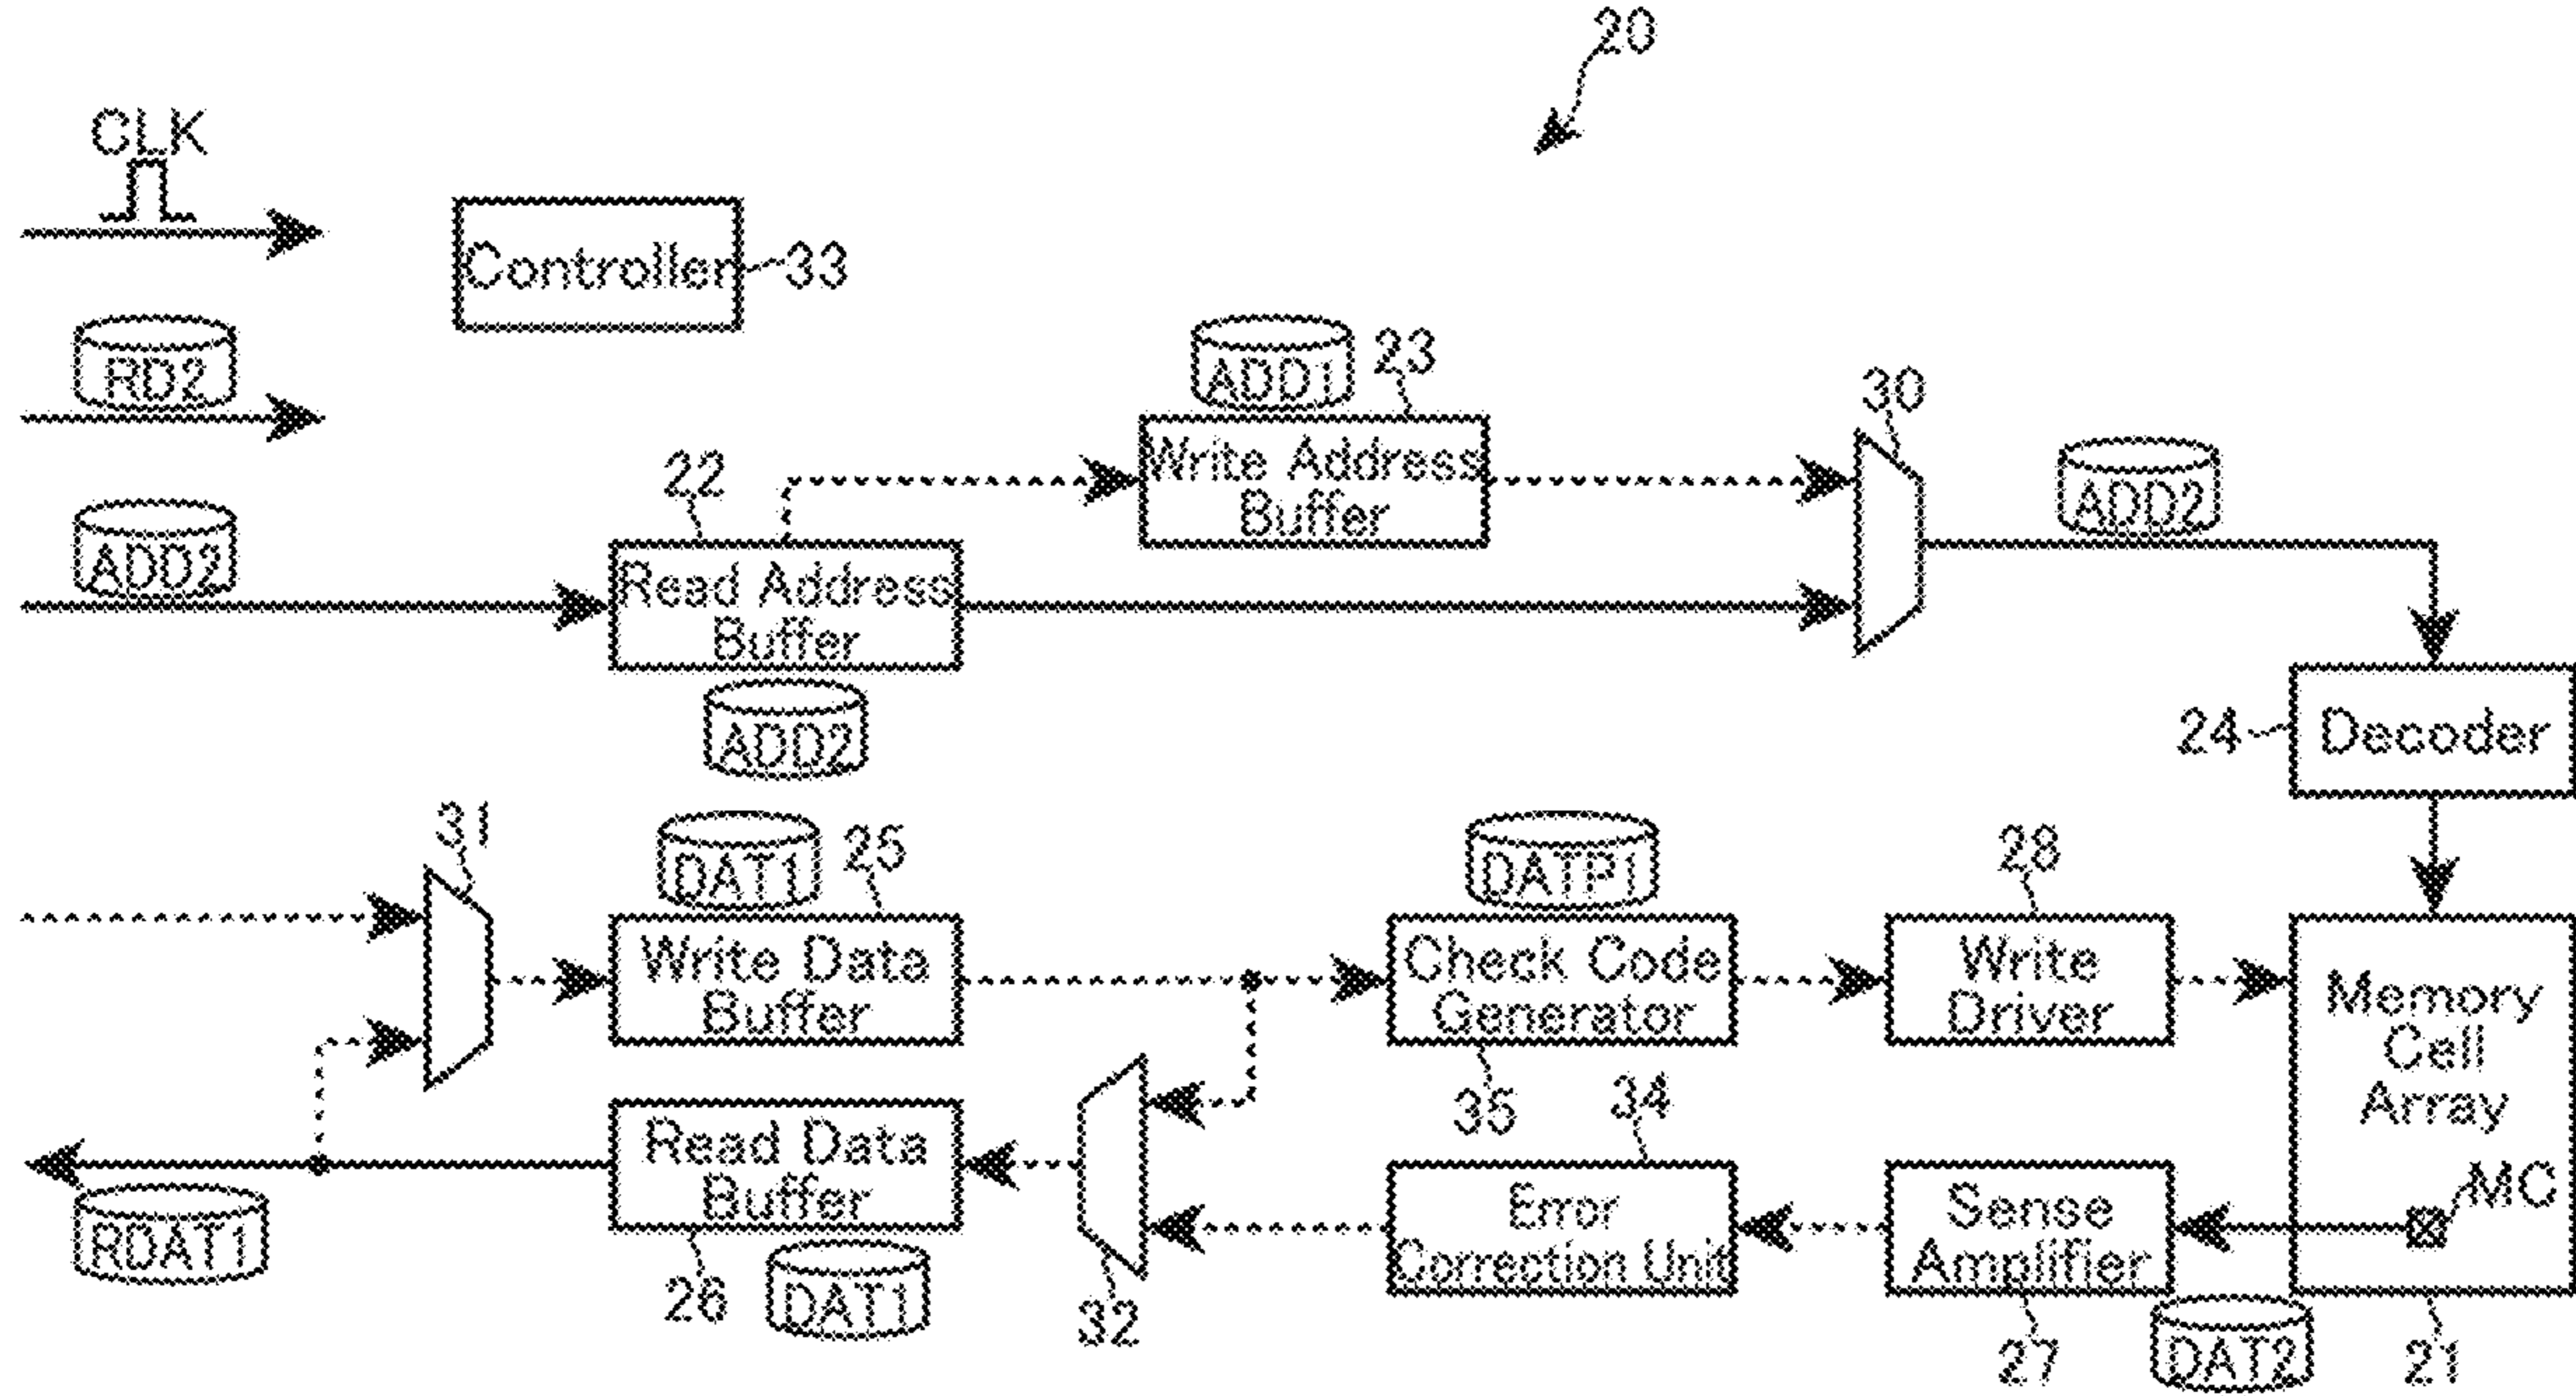 20
CLK
Controller
33
RD2
ADD1
23
30
Write Address
Buffer
22
ADD2
ADD2
Read Address
Buffer
ADD2
24
Decoder
31
DAT1
25
DATP1
28
Write Data
Buffer
Check Code
Generator
Write
Driver
Memory
Cell
Array
35
34
Read Data
Buffer
Error
Correction Unit
Sense
Amplifier
MC
RDAT1
26
DAT1
32
27
DAT2
21